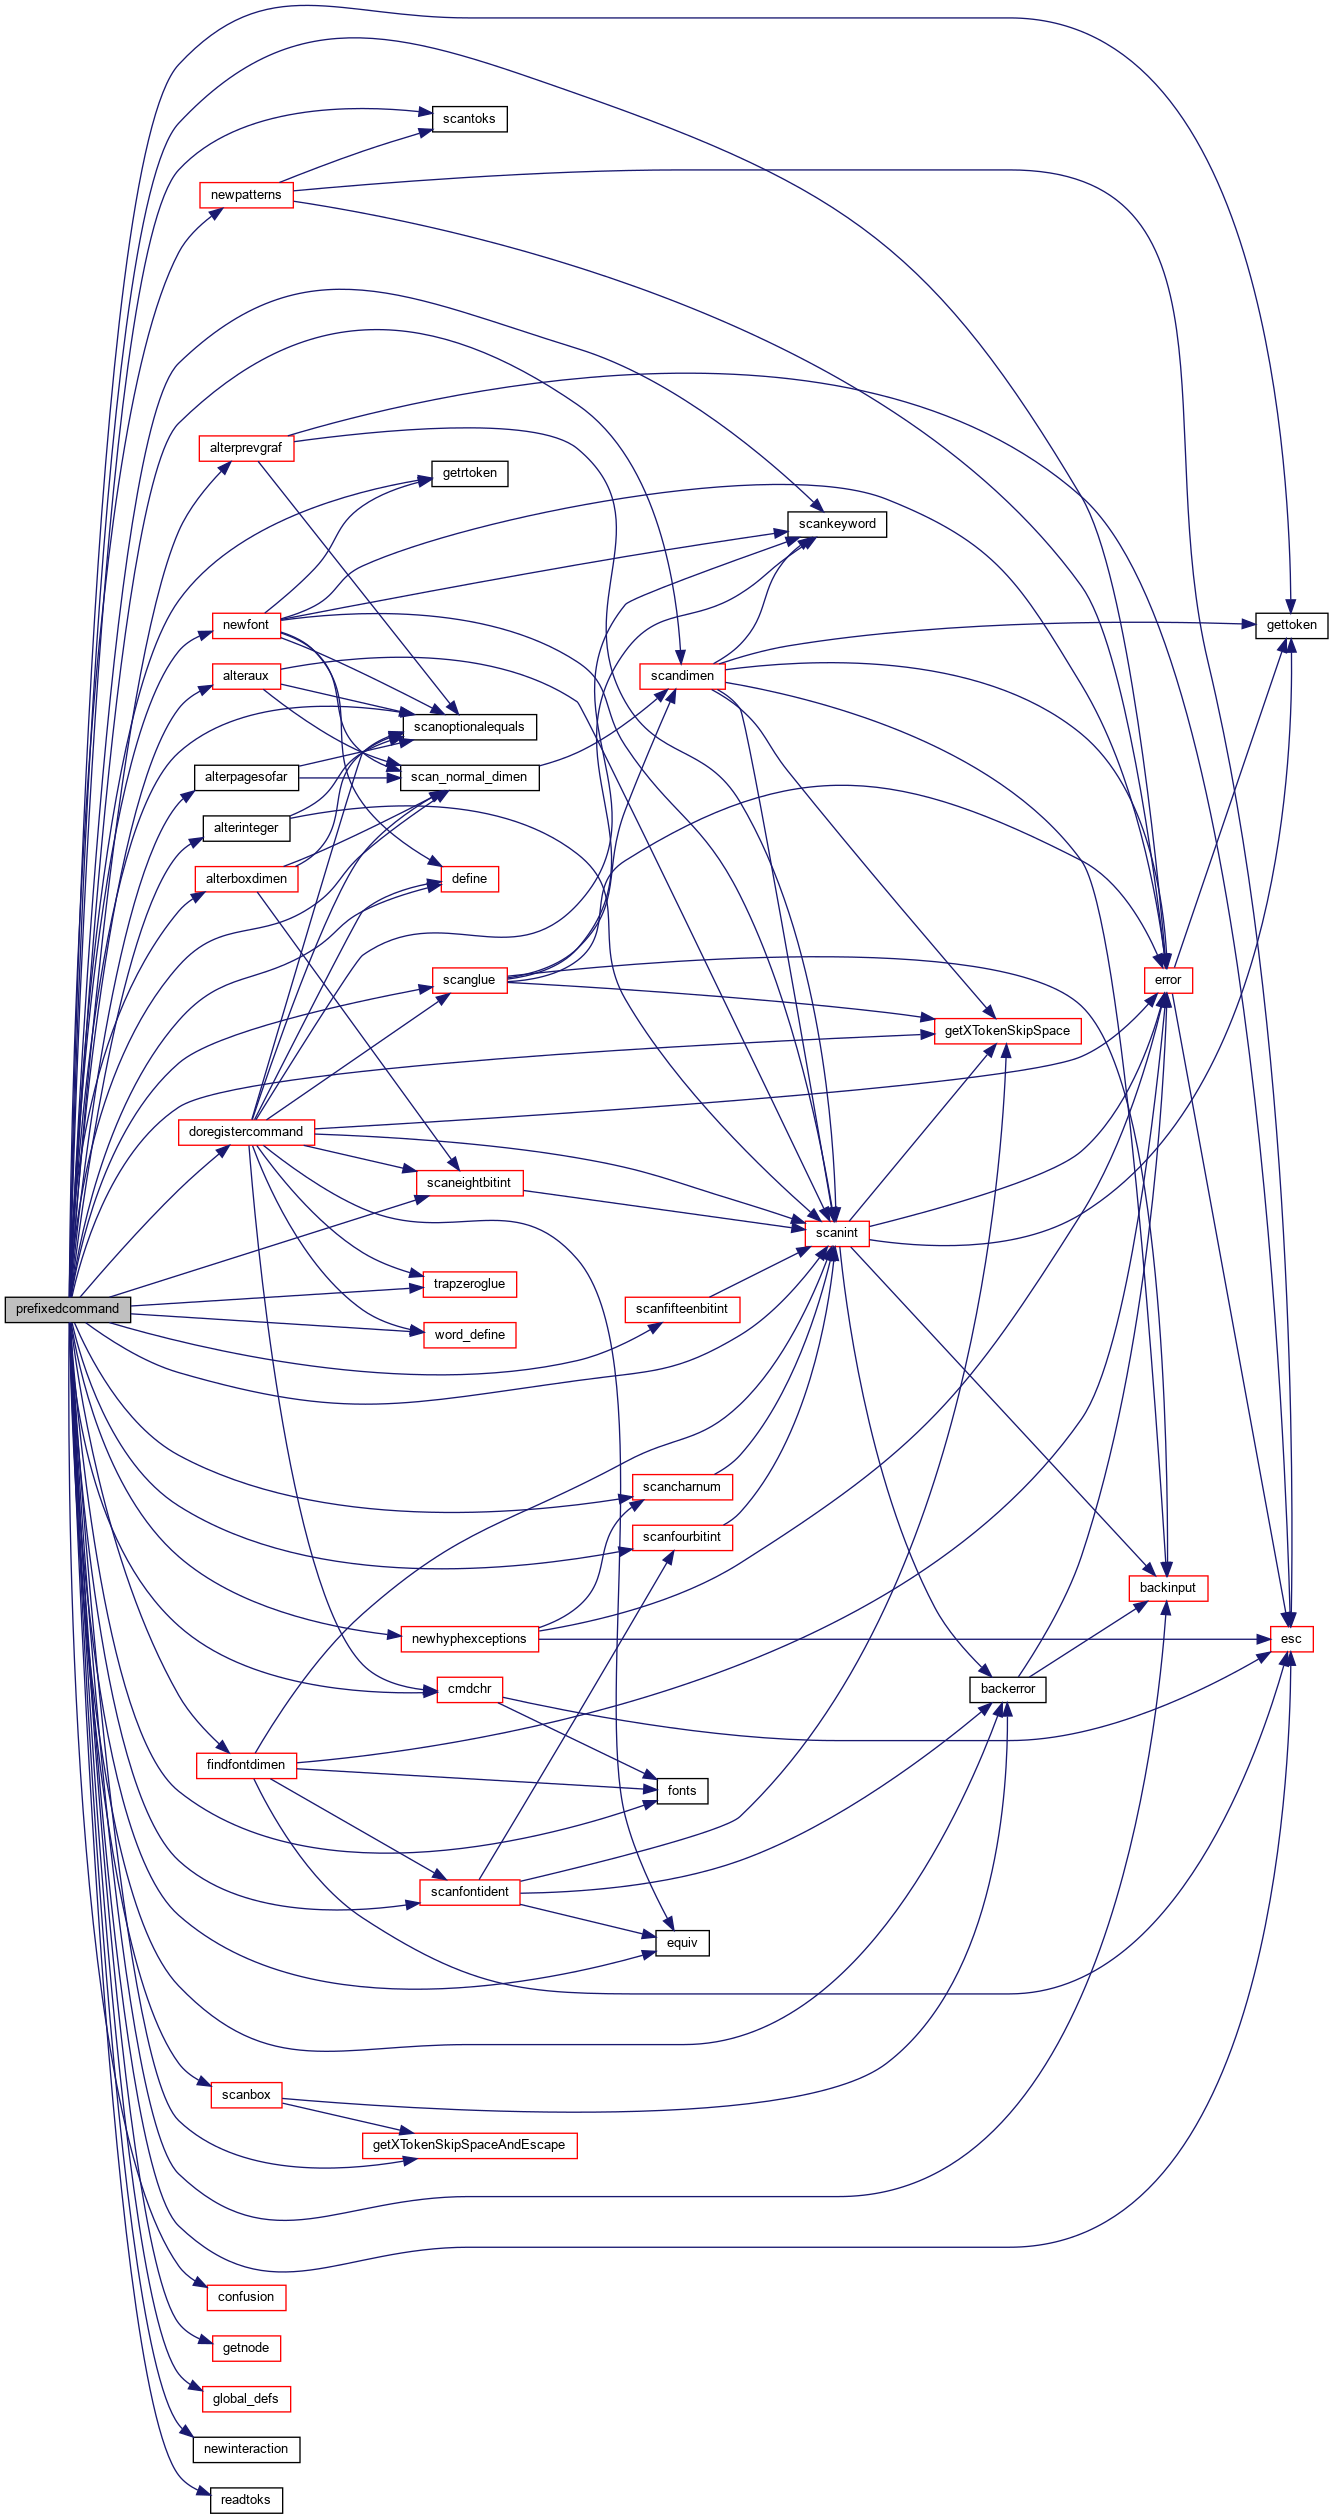 scantoks
newpatterns
alterprevgraf
getrtoken
scankeyword
newfont
gettoken
alteraux
scandimen
scanoptionalequals
alterpagesofar
scan_normal_dimen
alterinteger
alterboxdimen
define
scanglue
error
getXTokenSkipSpace
doregistercommand
scaneightbitint
scanint
trapzeroglue
prefixedcommand
scanfifteenbitint
word_define
scancharnum
scanfourbitint
backinput
newhyphexceptions
esc
cmdchr
backerror
findfontdimen
fonts
scanfontident
equiv
scanbox
getXTokenSkipSpaceAndEscape
confusion
getnode
global_defs
newinteraction
readtoks